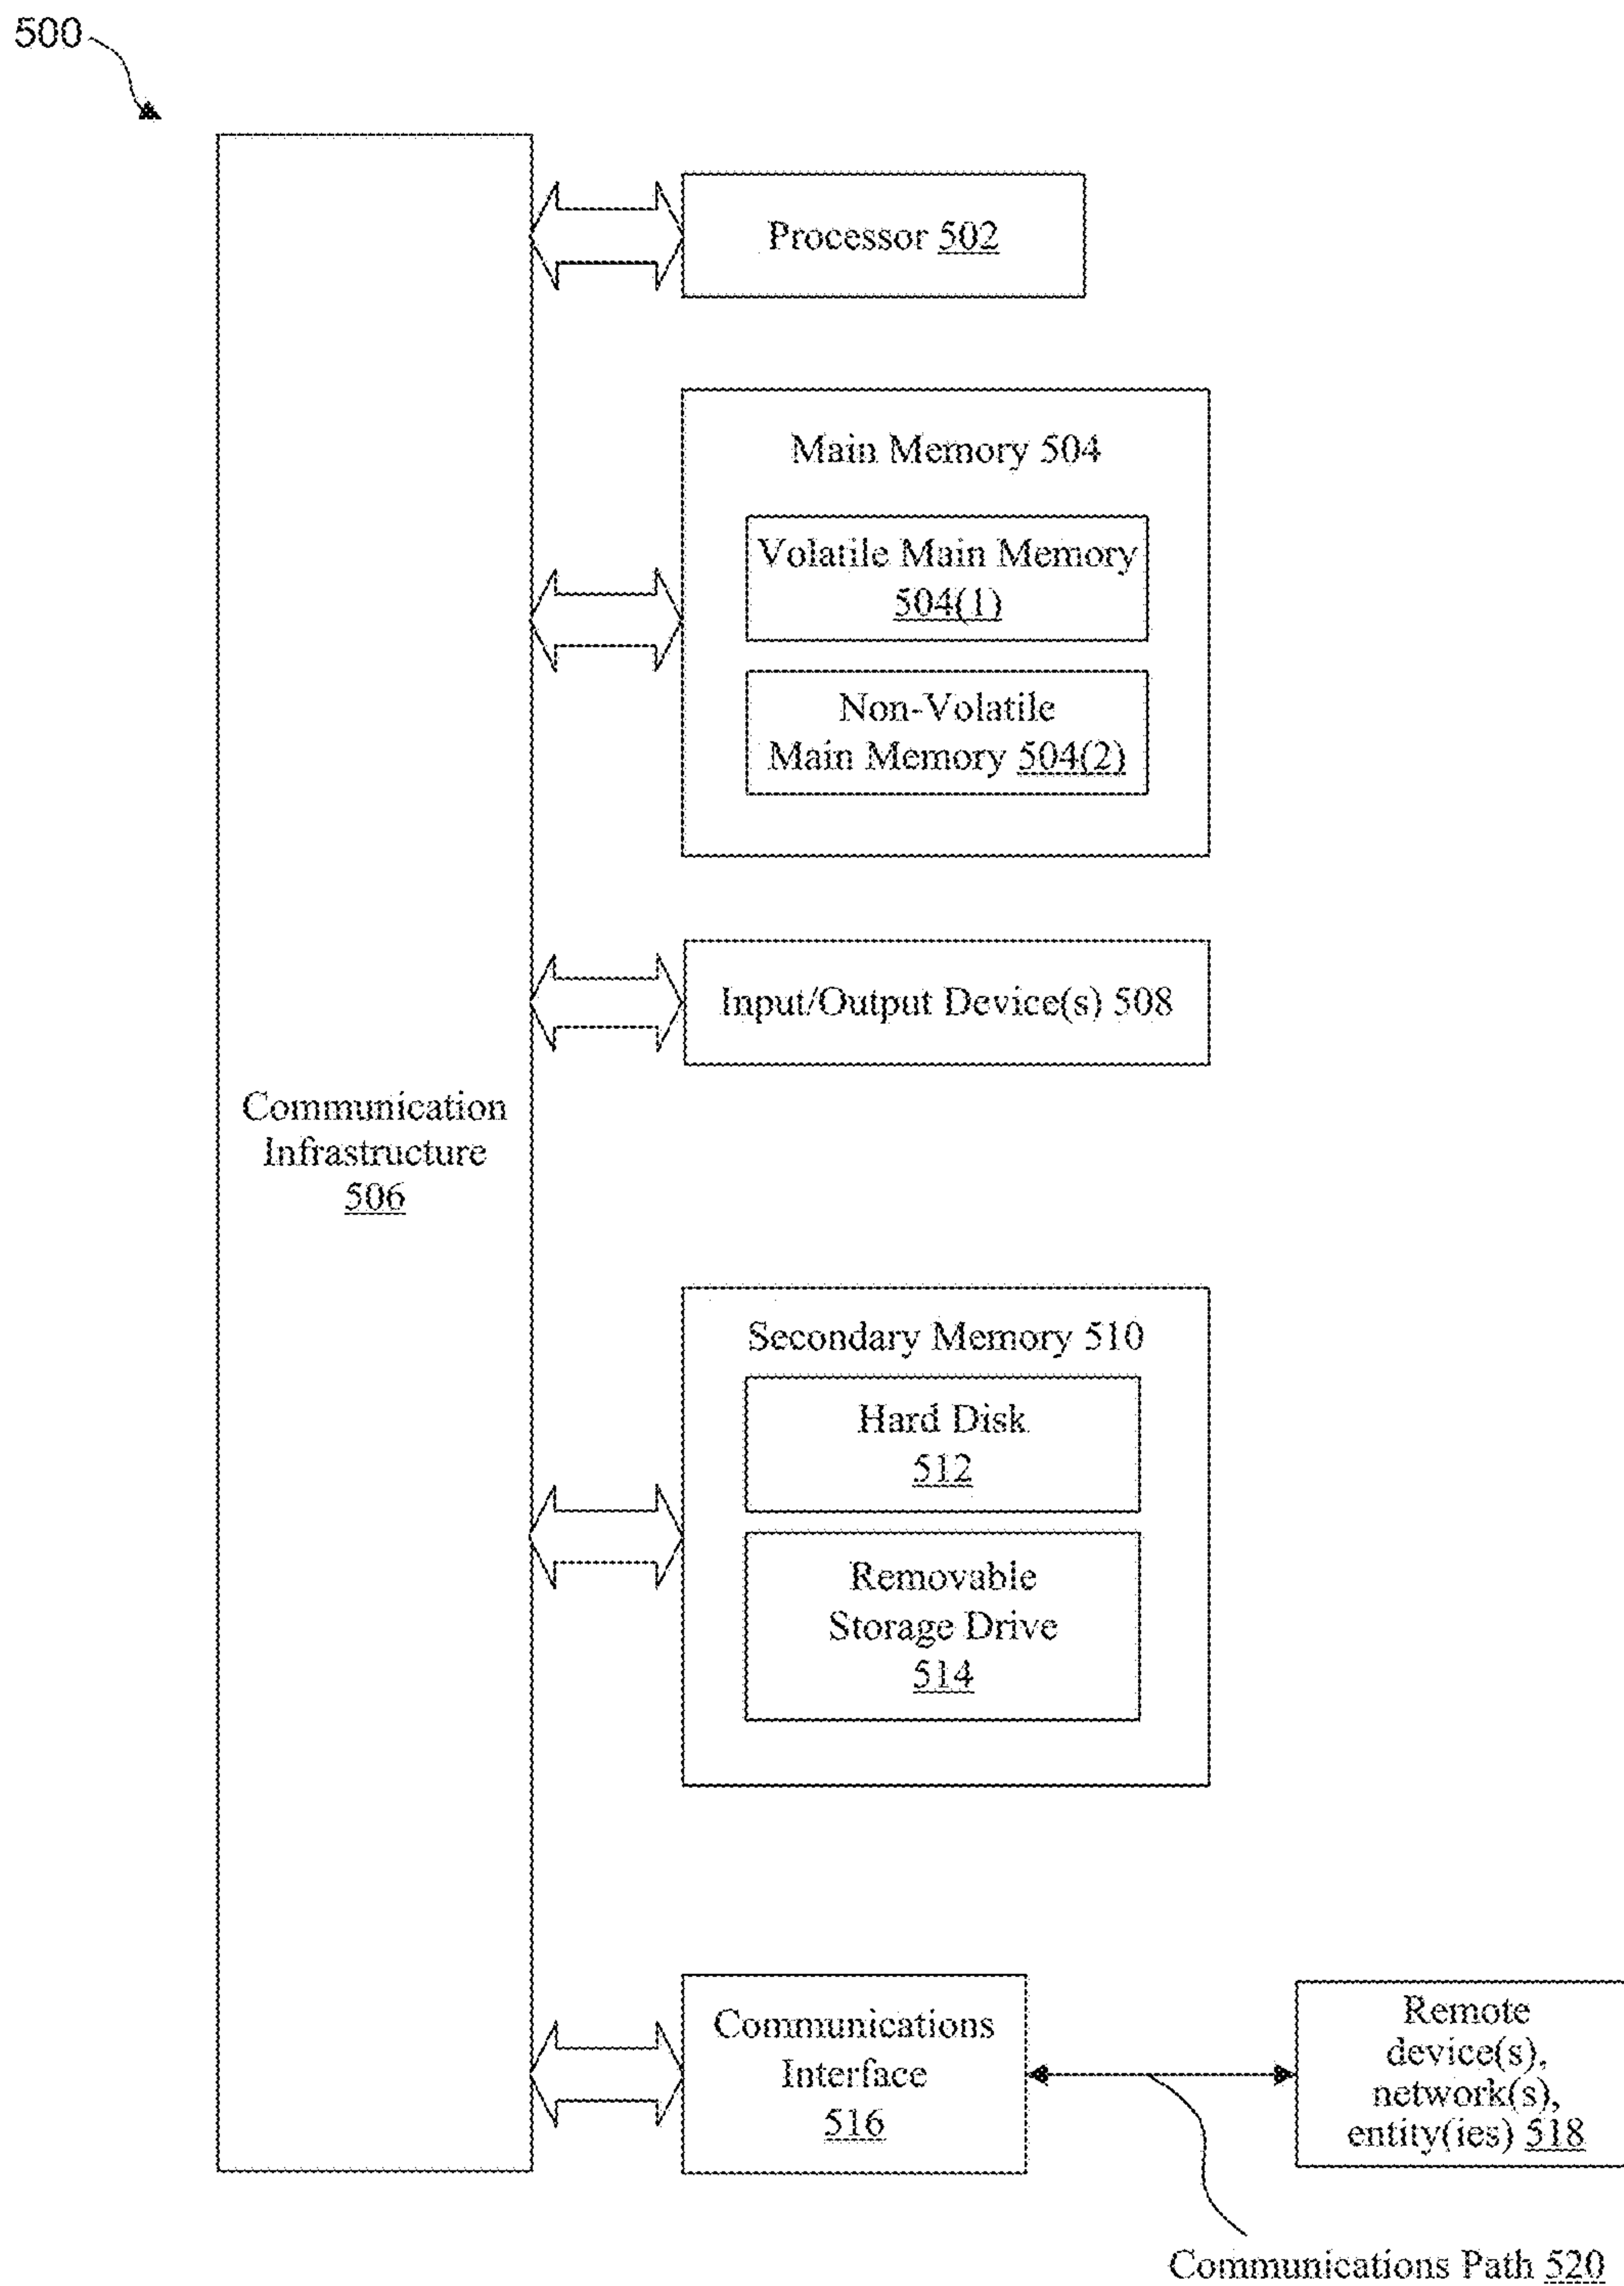 500
Processor 502
Main Memory 504
Volatile Main Memory
504(1)
Non-Volatile
Main Memory 504(2)
Input/Output Device(s) 508
Communication
Infrastructure
506
Secondary Memory 510
Hard Disk
512
Removable
Storage Drive
514
Communications
Interface
516
Remote
device(s),
network(s),
entity(ies) 518
Communications Path 520